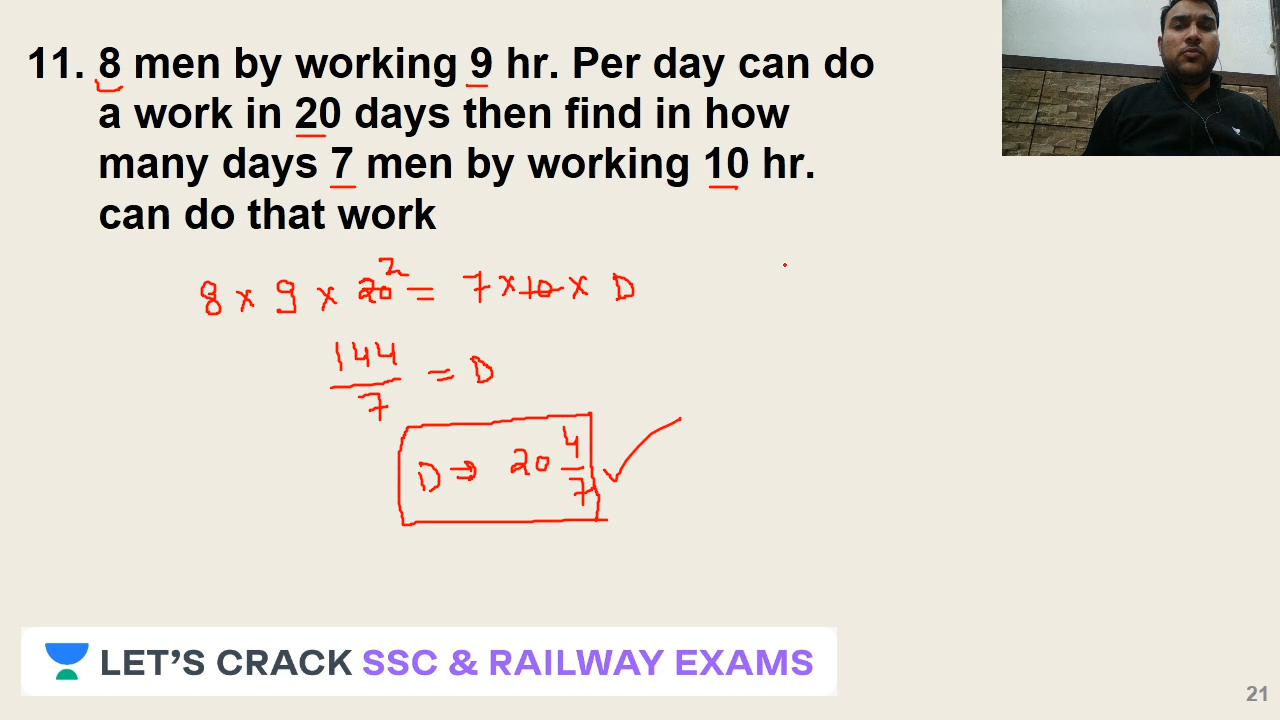 11. 8 men by working 9 hr. Per day can do
a work in 20 days then find in how
many days 7 men by working 10 hr.
can do that work
8 × 9 × 20² = 7 × 10 × D
144/7 = D
D → 20 4/7
LET'S CRACK SSC & RAILWAY EXAMS
21